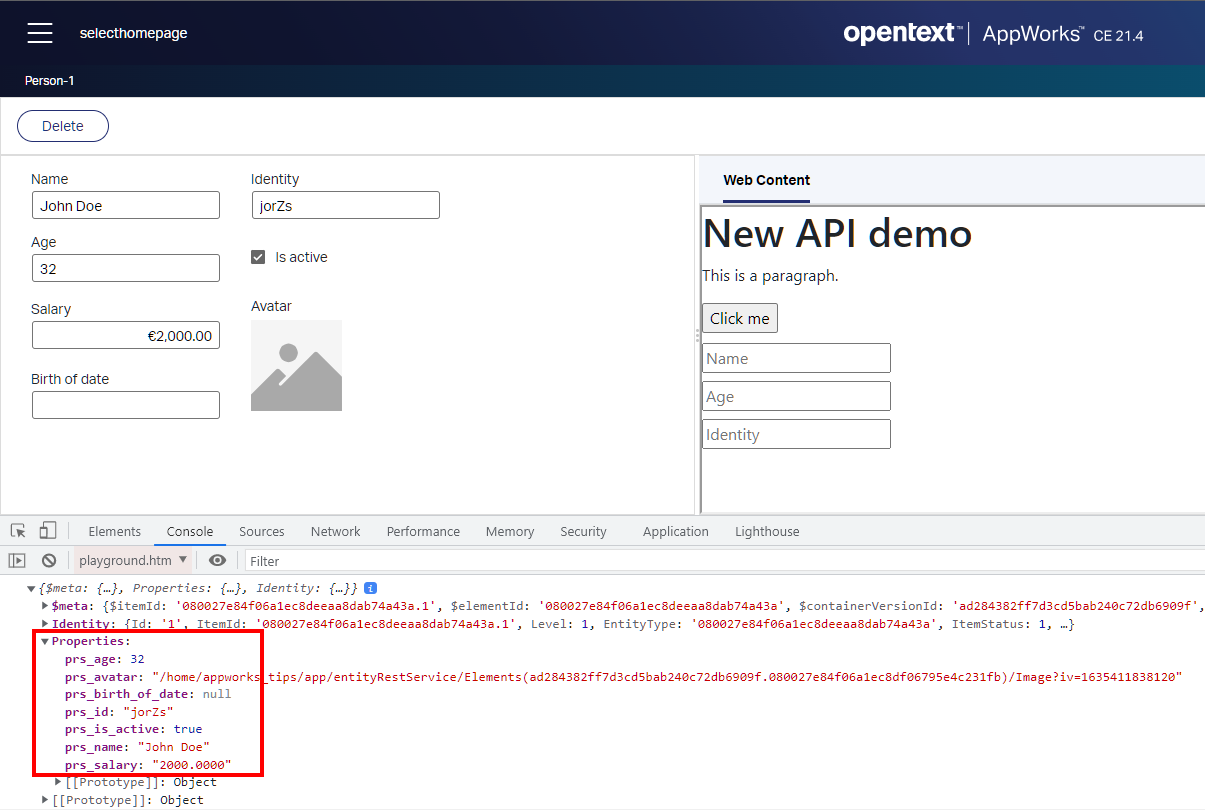 selecthomepage
opentext™ | AppWorks™ CE 21.4
Person-1
Delete
Name
John Doe
Identity
jorZs
Age
32
Is active
Salary
€2,000.00
Avatar
Birth of date
Web Content
New API demo
This is a paragraph.
Click me
Name
Age
Identity
Elements Console Sources Network Performance Memory Security Application Lighthouse
playground.htm Filter
{$meta: {…}, Properties: {…}, Identity: {…}} i
$meta: {$itemId: '080027e84f06a1ec8deeaa8dab74a43a.1', $elementId: '080027e84f06a1ec8deeaa8dab74a43a', $containerVersionId: 'ad284382ff7d3cd5bab240c72db6909f',
Identity: {Id: '1', ItemId: '080027e84f06a1ec8deeaa8dab74a43a.1', Level: 1, EntityType: '080027e84f06a1ec8deeaa8dab74a43a', ItemStatus: 1, …}
Properties:
prs_age: 32
prs_avatar: "/home/appworks_tips/app/entityRestService/Elements(ad284382ff7d3cd5bab240c72db6909f.080027e84f06a1ec8df06795e4c231fb)/Image?iv=1635411838120"
prs_birth_of_date: null
prs_id: "jorZs"
prs_is_active: true
prs_name: "John Doe"
prs_salary: "2000.0000"
[[Prototype]]: Object
[[Prototype]]: Object